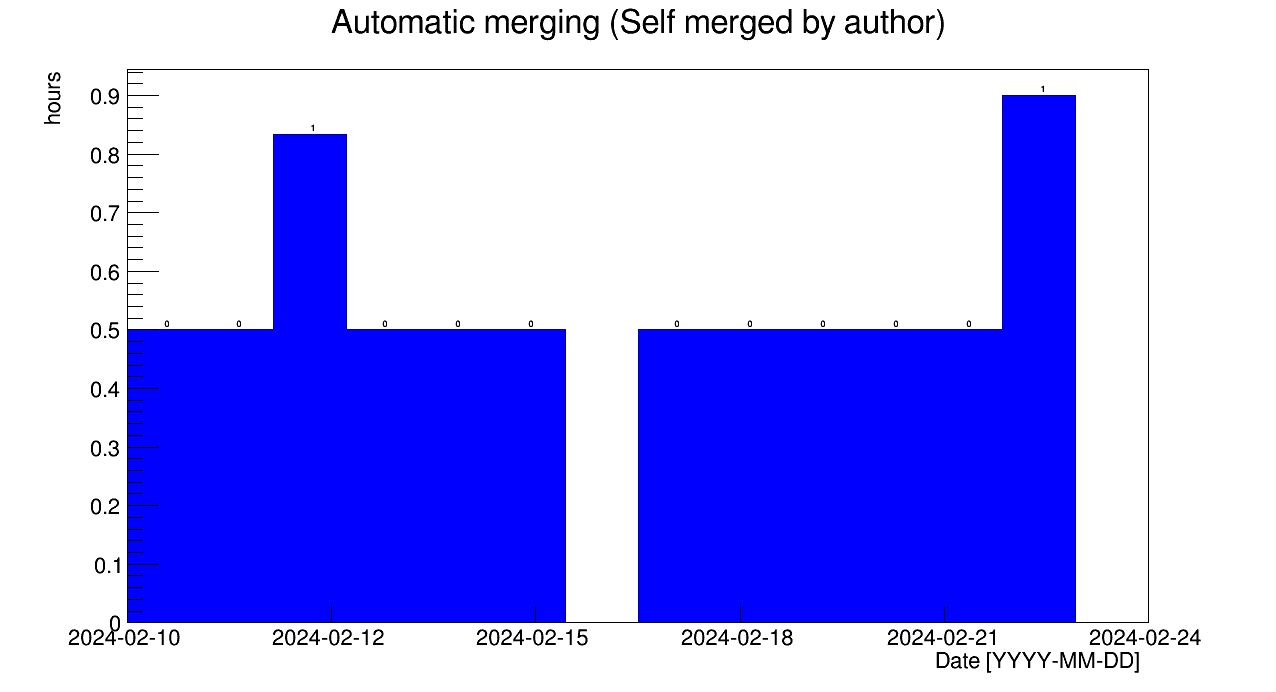 Automatic merging (Self merged by author)
hours
0.9
0.8
0.7
0.6
0.5
0.4
0.3
0.2
0.1
0
1 1
0 0 0 0 0 0 0 0 0 0
2024-02-10 2024-02-12 2024-02-15 2024-02-18 2024-02-21 2024-02-24
Date [YYYY-MM-DD]